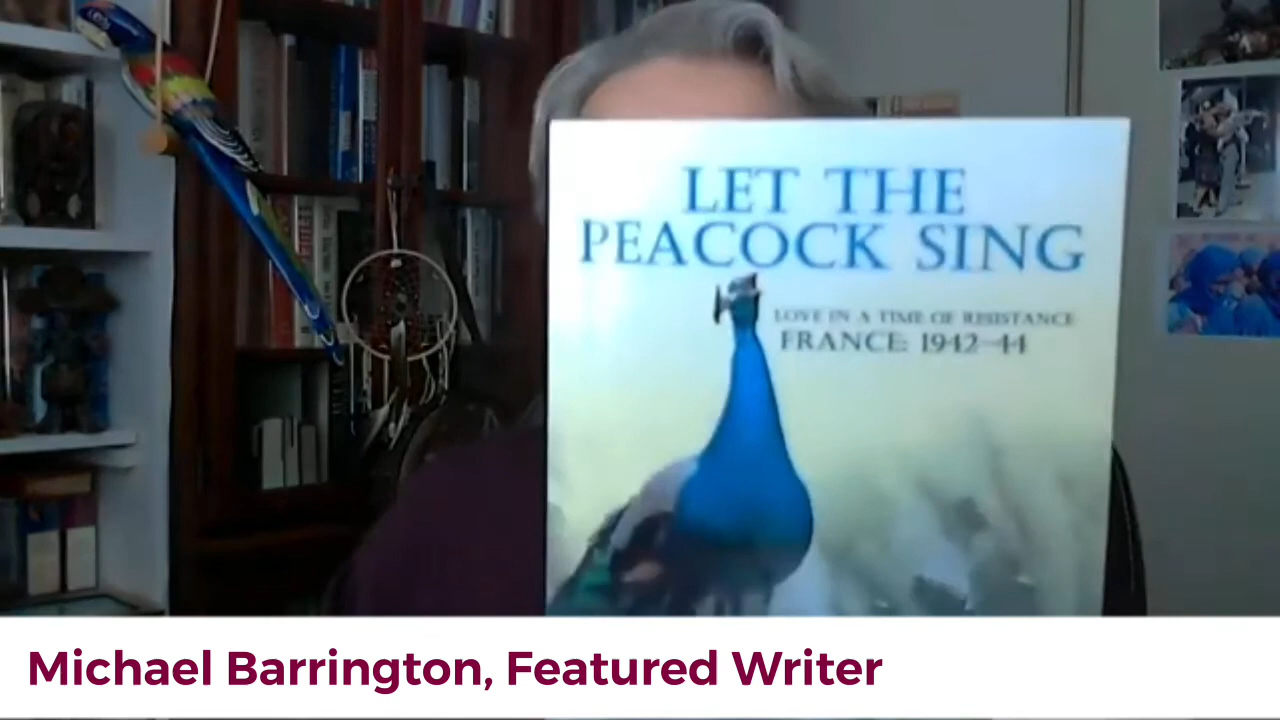 LET THE
PEACOCK SING
LOVE IN A TIME OF RESISTANCE
FRANCE: 1942–44
Michael Barrington, Featured Writer